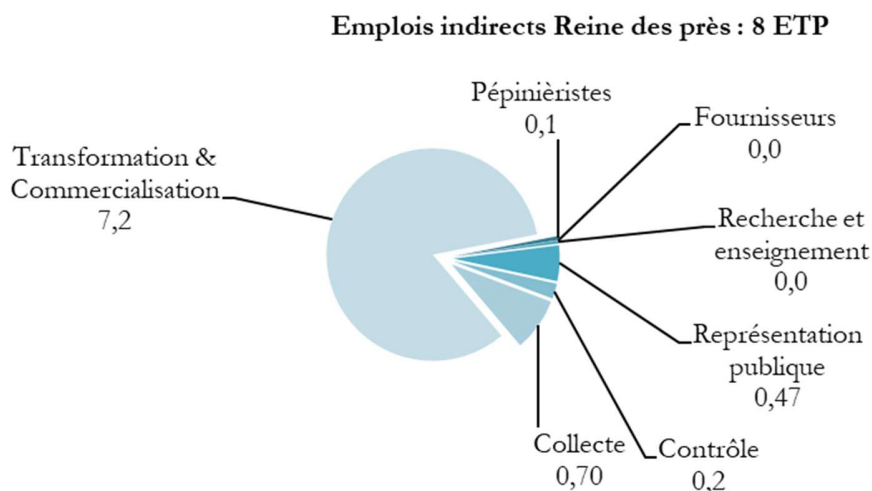 Emplois indirects Reine des près : 8 ETP
Pépinièristes
0,1
Fournisseurs
0,0
Transformation &
Commercialisation
7,2
Recherche et
enseignement
0,0
Représentation
publique
0,47
Collecte
0,70
Contrôle
0,2